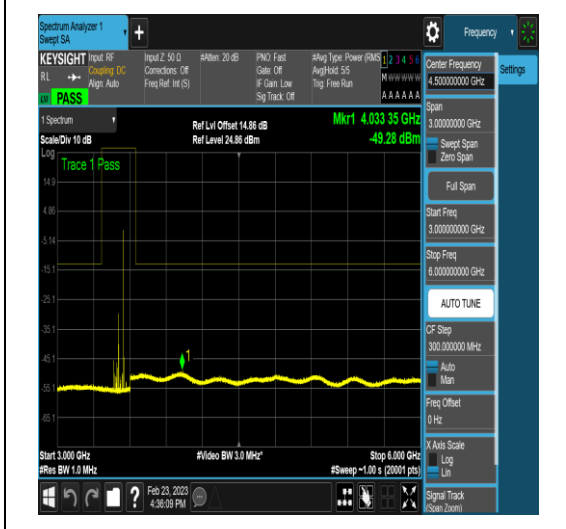 Spectrum Analyzer 1
Swept SA
+
Frequency
KEYSIGHT
RL
PASS
Input: RF
Coupling: DC
Align: Auto
Input Z: 50 Ω
Corrections: Off
Freq Ref: Int (S)
#Atten: 20 dB
PNO: Fast
Gate: Off
IF Gain: Low
Sig Track: Off
#Avg Type: Power (RMS
Avg|Hold: 5/5
Trig: Free Run
1 2 3 4 5 6
M W W W W W
A A A A A A
1 Spectrum
Scale/Div 10 dB
Ref Lvl Offset 14.86 dB
Ref Level 24.86 dBm
Mkr1 4.033 35 GHz
-49.28 dBm
Log
Trace 1 Pass
14.9
4.86
-5.14
-15.1
-25.1
-35.1
-45.1
-55.1
-65.1
1
Start 3.000 GHz
#Res BW 1.0 MHz
#Video BW 3.0 MHz*
Stop 6.000 GHz
#Sweep ~1.00 s (20001 pts)
?
Feb 23, 2023
4:36:09 PM
Center Frequency
4.500000000 GHz
Span
3.00000000 GHz
Swept Span
Zero Span
Full Span
Start Freq
3.000000000 GHz
Stop Freq
6.000000000 GHz
AUTO TUNE
CF Step
300.000000 MHz
Auto
Man
Freq Offset
0 Hz
X Axis Scale
Log
Lin
Signal Track
(Span Zoom)
Settings